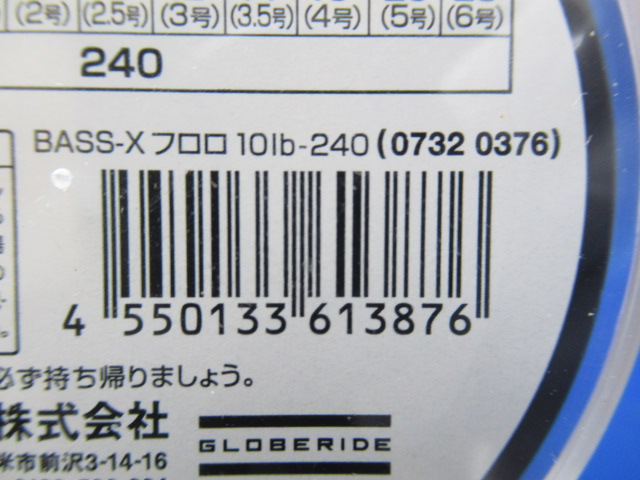 (2号) (2.5号) (3号) (3.5号) (4号) (5号) (6号)
240
BASS-X フロロ 10lb-240 (0732 0376)
4 550133 613876
必ず持ち帰りましょう。
株式会社
GLOBERIDE
米市前沢3-14-16